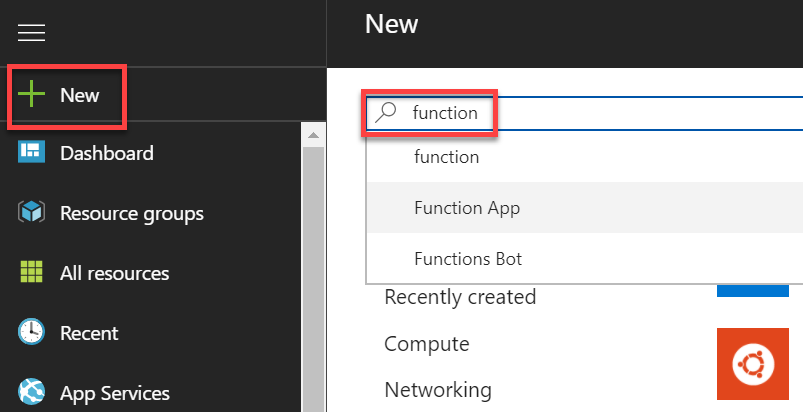 New
Dashboard
Resource groups
All resources
Recent
App Services
New
function
function
Function App
Functions Bot
Recently created
Compute
Networking